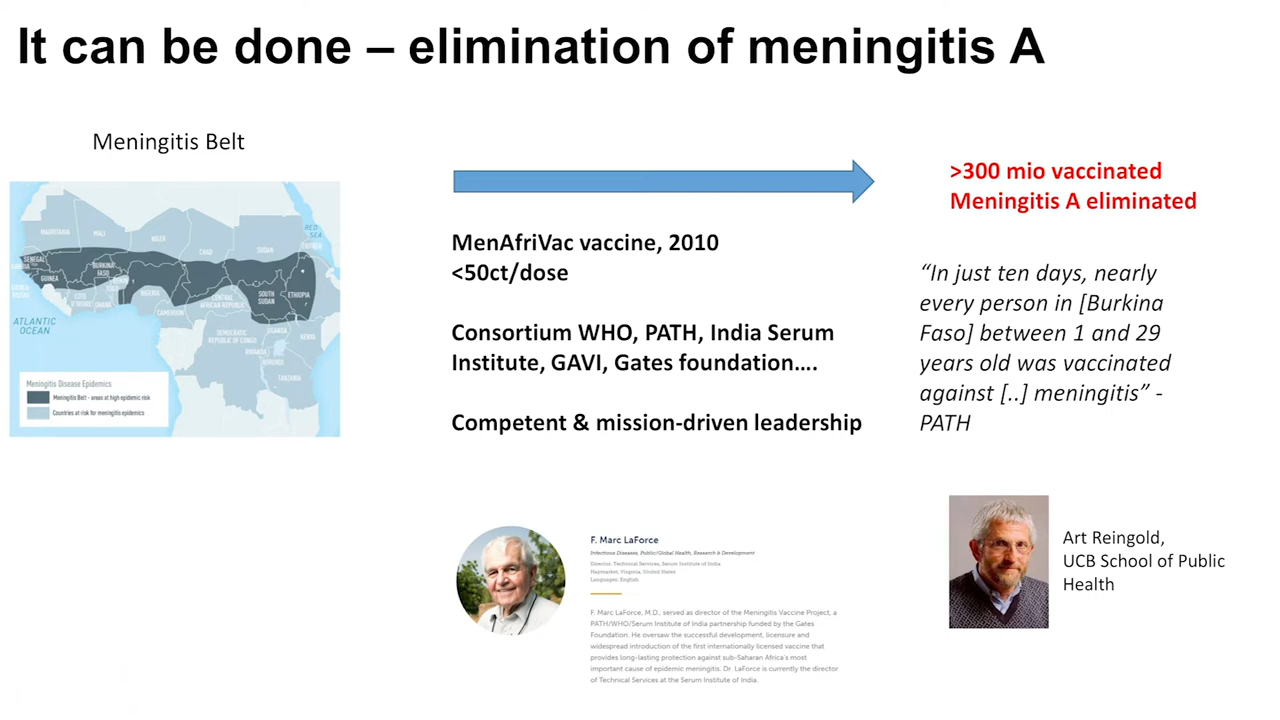 It can be done – elimination of meningitis A
Meningitis Belt
MAURITANIA
MALI
NIGER
CHAD
SUDAN
RED
SEA
ERITREA
SENEGAL
GUINEA
BURKINA
FASO
NIGERIA
CAMEROON
CENTRAL
AFRICAN REPUBLIC
SOUTH
SUDAN
ETHIOPIA
GHANA
UGANDA
KENYA
DEMOCRATIC
REPUBLIC OF CONGO
RWANDA
BURUNDI
TANZANIA
ATLANTIC
OCEAN
Meningitis Disease Epidemics
Meningitis Belt - areas at high epidemic risk
Countries at risk for meningitis epidemics
MenAfriVac vaccine, 2010
<50ct/dose
Consortium WHO, PATH, India Serum
Institute, GAVI, Gates foundation....
Competent & mission-driven leadership
>300 mio vaccinated
Meningitis A eliminated
“In just ten days, nearly
every person in [Burkina
Faso] between 1 and 29
years old was vaccinated
against [..] meningitis” -
PATH
F. Marc LaForce
Infectious Diseases, Public/Global Health, Research & Development
Director, Technical Services, Serum Institute of India
Haymarket, Virginia, United States
Languages: English
F. Marc LaForce, M.D., served as director of the Meningitis Vaccine Project, a
PATH/WHO/Serum Institute of India partnership funded by the Gates
Foundation. He oversaw the successful development, licensure and
widespread introduction of the first internationally licensed vaccine that
provides long-lasting protection against sub-Saharan Africa's most
important cause of epidemic meningitis. Dr. LaForce is currently the director
of Technical Services at the Serum Institute of India.
Art Reingold,
UCB School of Public
Health